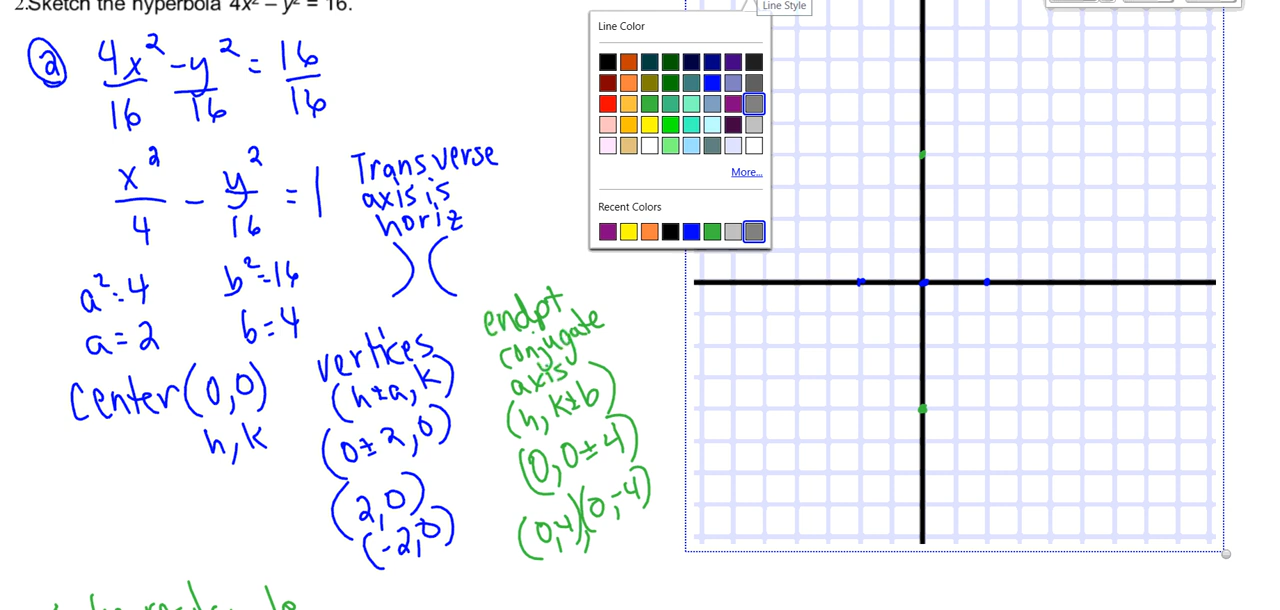 2.Sketch the hyperbola 4x² − y² = 16.
Line Style
Line Color
More...
Recent Colors
② 4x²/16 - y²/16 = 16/16
x²/4 - y²/16 = 1
Transverse
axis is
horiz
a²=4
b²=16
a=2
b=4
Center (0,0)
h,k
vertices
(h±a, k)
(0±2, 0)
(2,0)
(-2,0)
endpt
conjugate
axis
(h, k±b)
(0, 0±4)
(0,4),(0,-4)